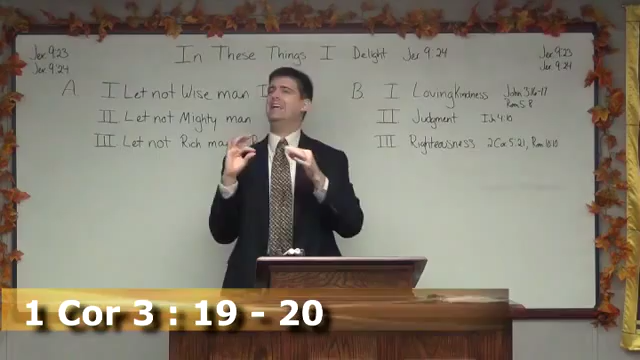 Jer 9:23
Jer 9:24
In These Things I Delight Jer 9:24
Jer 9:23
Jer 9:24
A. I Let not Wise man
II Let not Mighty man
III Let not Rich man
B. I Lovingkindness John 3:16-17
Rom 5:8
II Judgment
III Righteousness 2 Cor 5:21, Rom 10:10
1 Cor 3 : 19 - 20